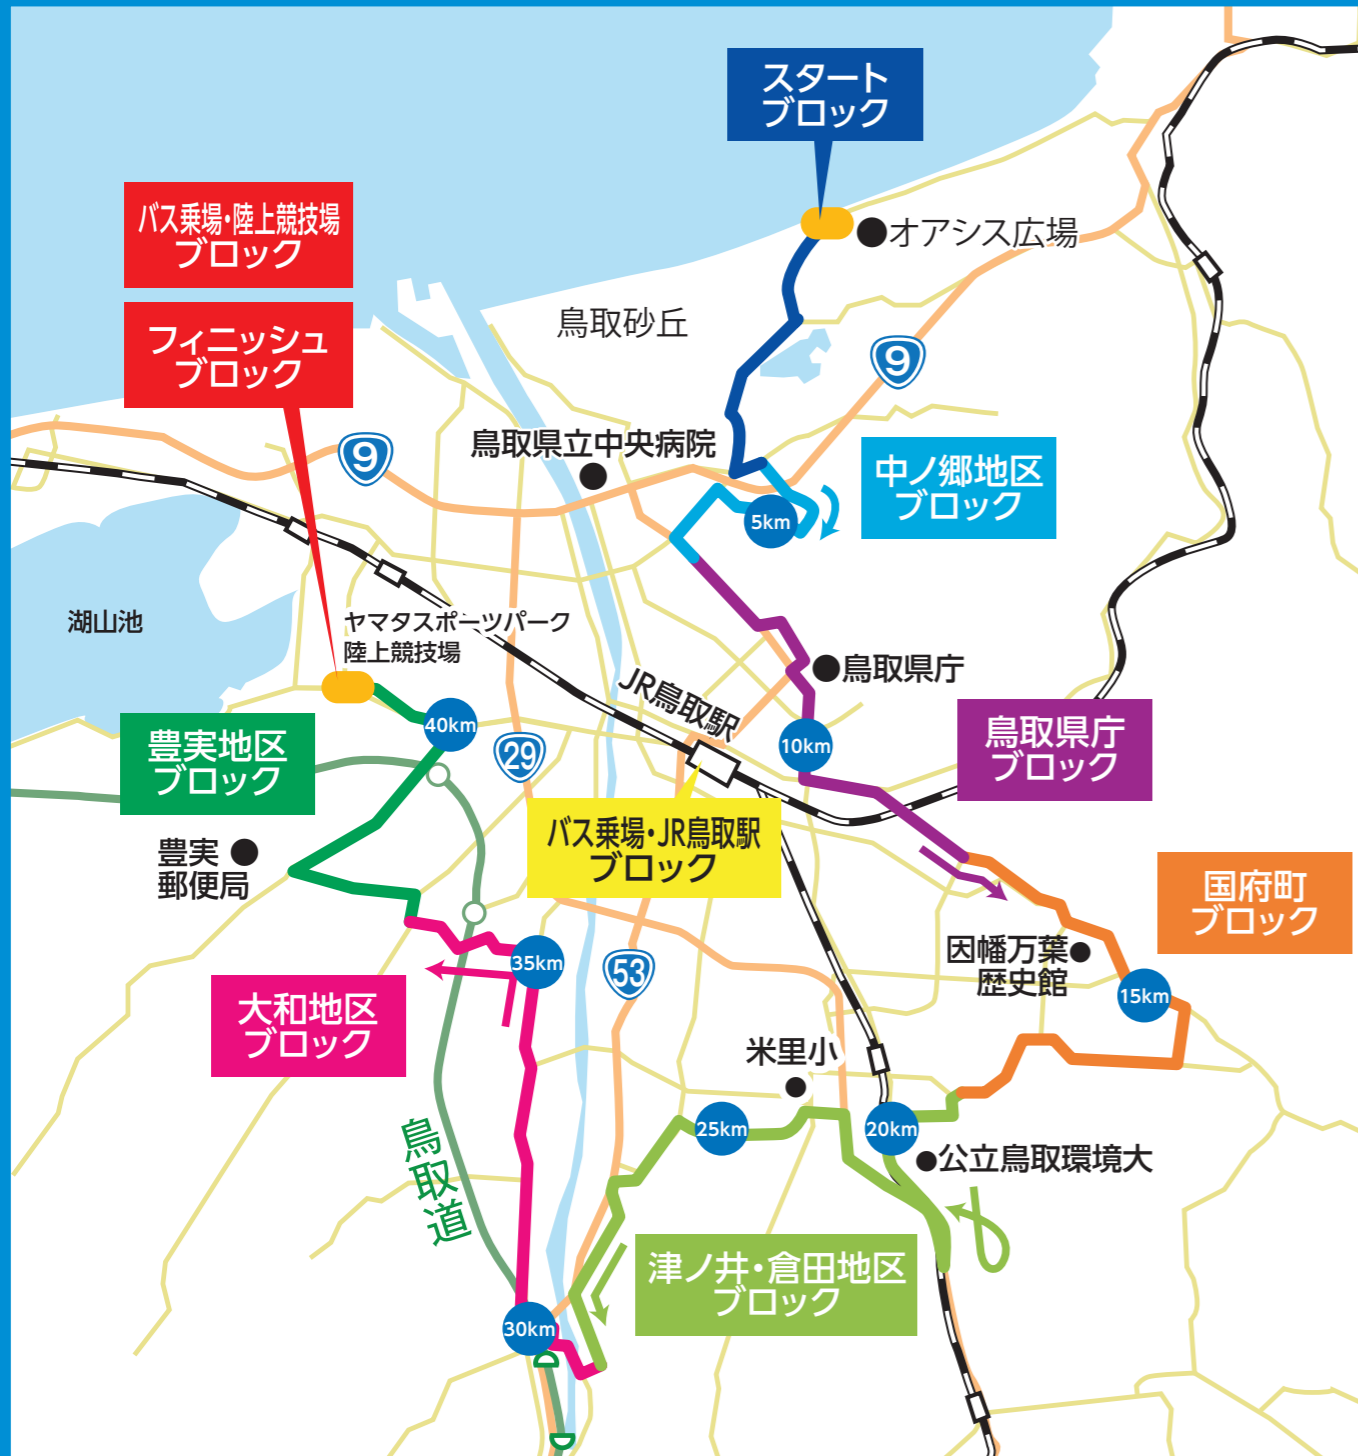 スタート
ブロック
バス乗場・陸上競技場
ブロック
オアシス広場
フィニッシュ
ブロック
鳥取砂丘
9
9
鳥取県立中央病院
中ノ郷地区
ブロック
5km
湖山池
ヤマタスポーツパーク
陸上競技場
鳥取県庁
JR鳥取駅
40km
10km
鳥取県庁
ブロック
豊実地区
ブロック
29
バス乗場・JR鳥取駅
ブロック
豊実
郵便局
国府町
ブロック
因幡万葉
歴史館
35km
53
15km
大和地区
ブロック
米里小
25km
20km
公立鳥取環境大
鳥取道
津ノ井・倉田地区
ブロック
30km